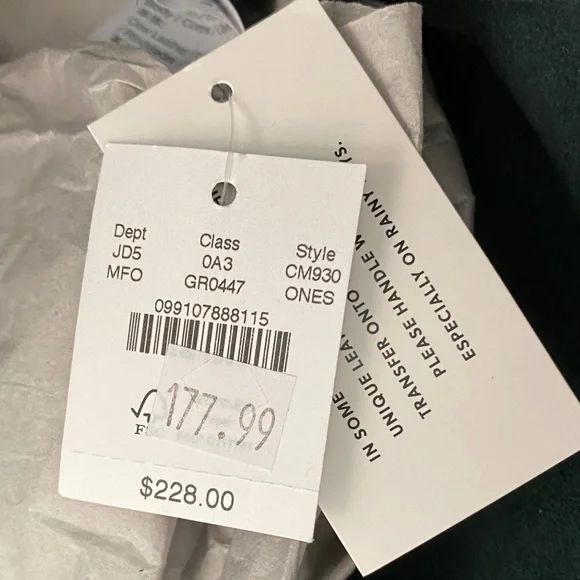 Dept
JD5
MFO
Class
0A3
GR0447
Style
CM930
ONES
099107888115
177.99
$228.00
IN SOME
UNIQUE LEA
TRANSFER ONTO
PLEASE HANDLE W
ESPECIALLY ON RAINY